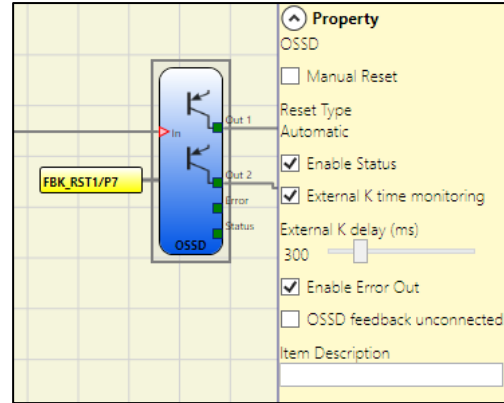 Property
OSSD
Manual Reset
Reset Type
Automatic
Enable Status
External K time monitoring
External K delay (ms)
300
Enable Error Out
OSSD feedback unconnected
Item Description
In
Out 1
FBK_RST1/P7
Out 2
Error
Status
OSSD